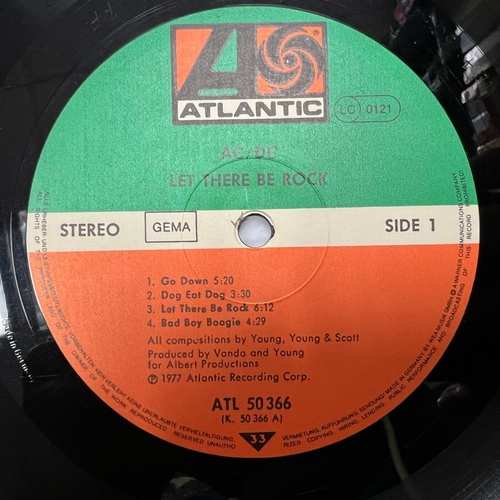 ATLANTIC
LC 0121
AC/DC
LET THERE BE ROCK
STEREO
GEMA
SIDE 1
1. Go Down 5:20
2. Dog Eat Dog 3:30
3. Let There Be Rock 6:12
4. Bad Boy Boogie 4:29
All compuitions by Young, Young & Scott
Produced by Vanda and Young
for Albert Productions
Ⓟ 1977 Atlantic Recording Corp.
ATL 50 366
(K. 50 366 A)
33